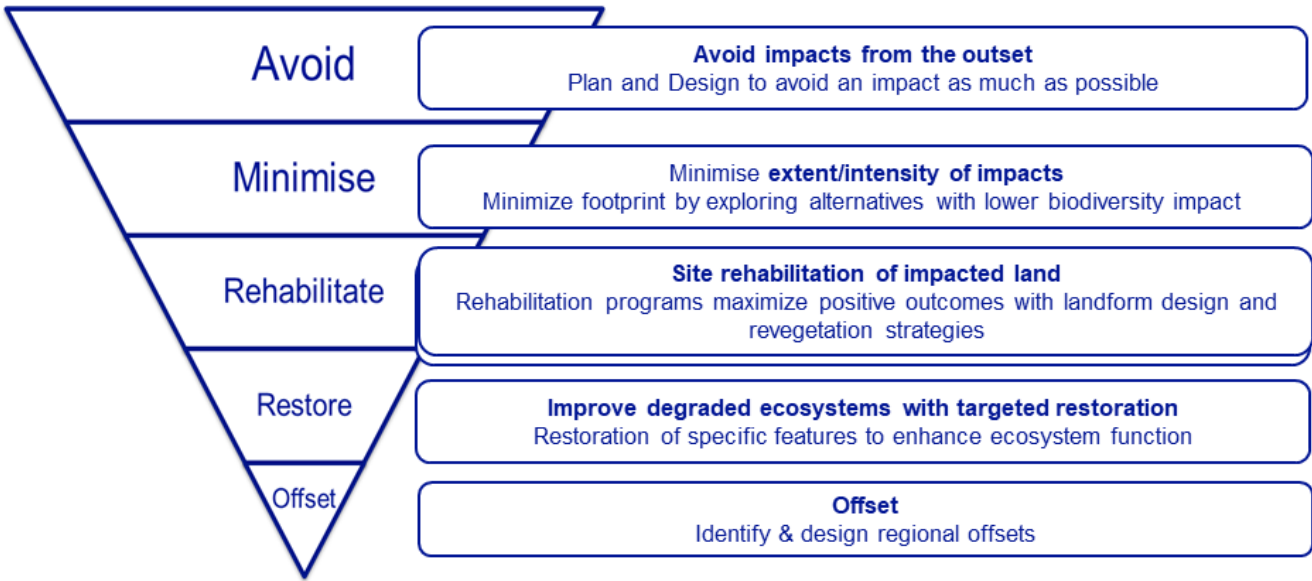 Avoid
Avoid impacts from the outset
Plan and Design to avoid an impact as much as possible
Minimise
Minimise extent/intensity of impacts
Minimize footprint by exploring alternatives with lower biodiversity impact
Rehabilitate
Site rehabilitation of impacted land
Rehabilitation programs maximize positive outcomes with landform design and
revegetation strategies
Restore
Improve degraded ecosystems with targeted restoration
Restoration of specific features to enhance ecosystem function
Offset
Offset
Identify & design regional offsets